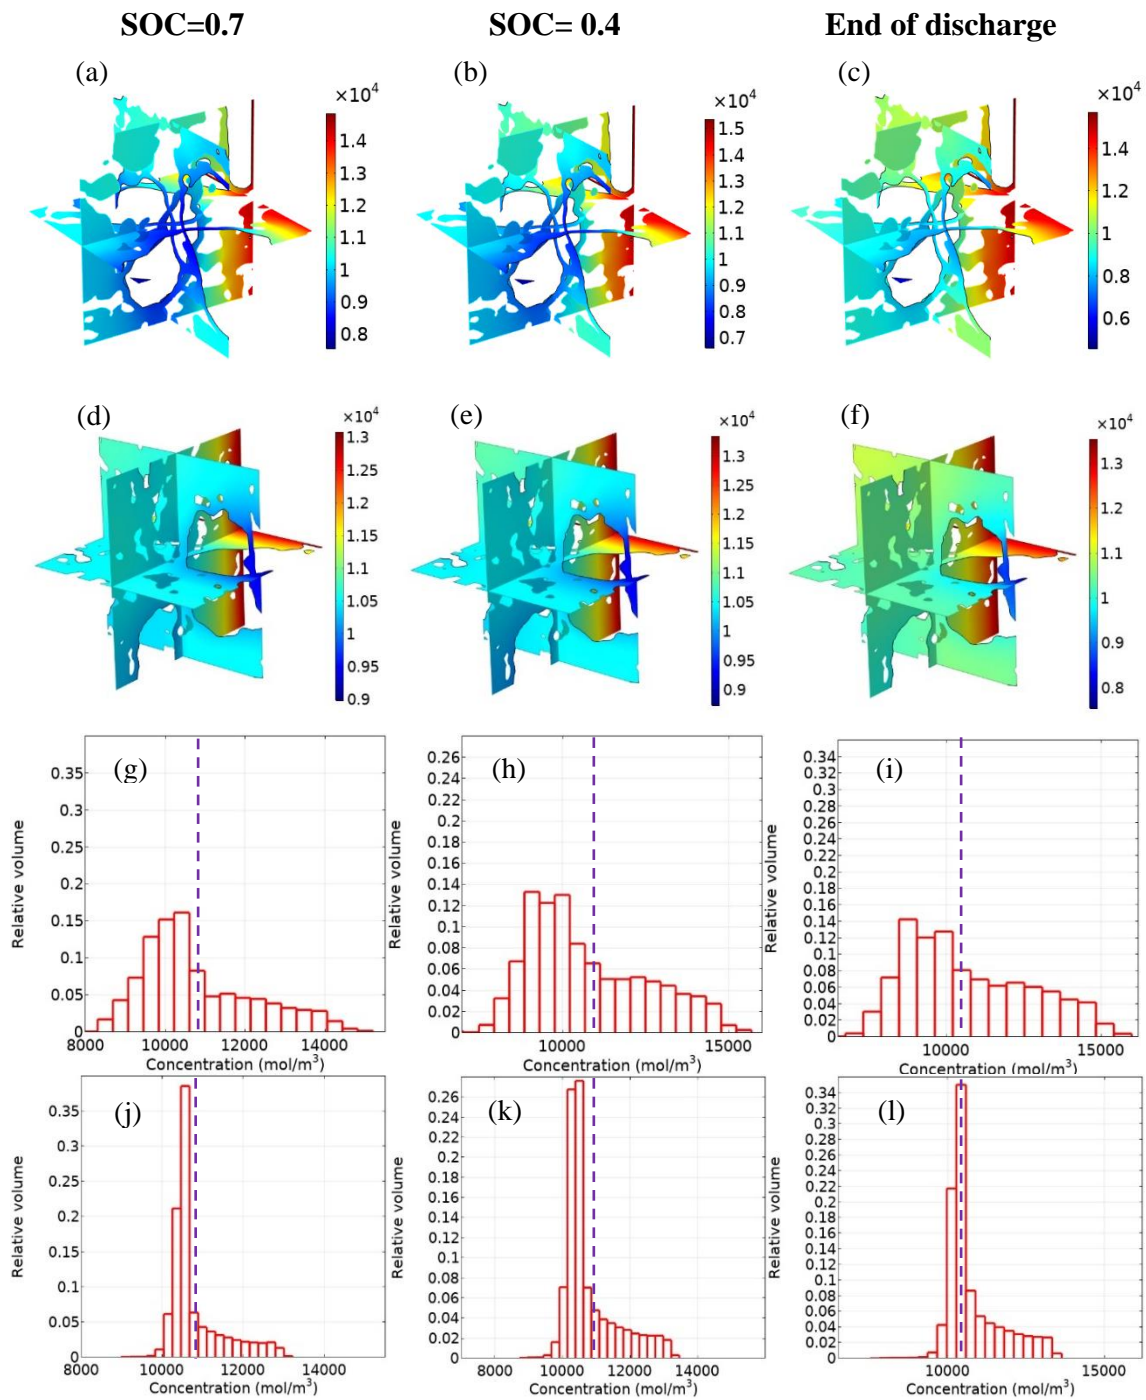 SOC=0.7 SOC= 0.4 End of discharge
(a) (b) (c)
×10⁴ ×10⁴ ×10⁴
1.4 1.3 1.2 1.1 1 0.9 0.8
1.5 1.4 1.3 1.2 1.1 1 0.9 0.8 0.7
1.4 1.2 1 0.8 0.6
(d) (e) (f)
×10⁴ ×10⁴ ×10⁴
1.3 1.25 1.2 1.15 1.1 1.05 1 0.95 0.9
1.3 1.25 1.2 1.15 1.1 1.05 1 0.95 0.9
1.3 1.2 1.1 1 0.9 0.8
(g)
Relative volume
0.35 0.3 0.25 0.2 0.15 0.1 0.05 0
8000 10000 12000 14000
Concentration (mol/m³)
(h)
Relative volume
0.26 0.24 0.22 0.2 0.18 0.16 0.14 0.12 0.1 0.08 0.06 0.04 0.02 0
10000 15000
Concentration (mol/m³)
(i)
Relative volume
0.34 0.32 0.3 0.28 0.26 0.24 0.22 0.2 0.18 0.16 0.14 0.12 0.1 0.08 0.06 0.04 0.02 0
10000 15000
Concentration (mol/m³)
(j)
Relative volume
0.35 0.3 0.25 0.2 0.15 0.1 0.05 0
8000 10000 12000 14000
Concentration (mol/m³)
(k)
Relative volume
0.26 0.24 0.22 0.2 0.18 0.16 0.14 0.12 0.1 0.08 0.06 0.04 0.02 0
8000 10000 12000 14000
Concentration (mol/m³)
(l)
Relative volume
0.34 0.32 0.3 0.28 0.26 0.24 0.22 0.2 0.18 0.16 0.14 0.12 0.1 0.08 0.06 0.04 0.02 0
10000 15000
Concentration (mol/m³)